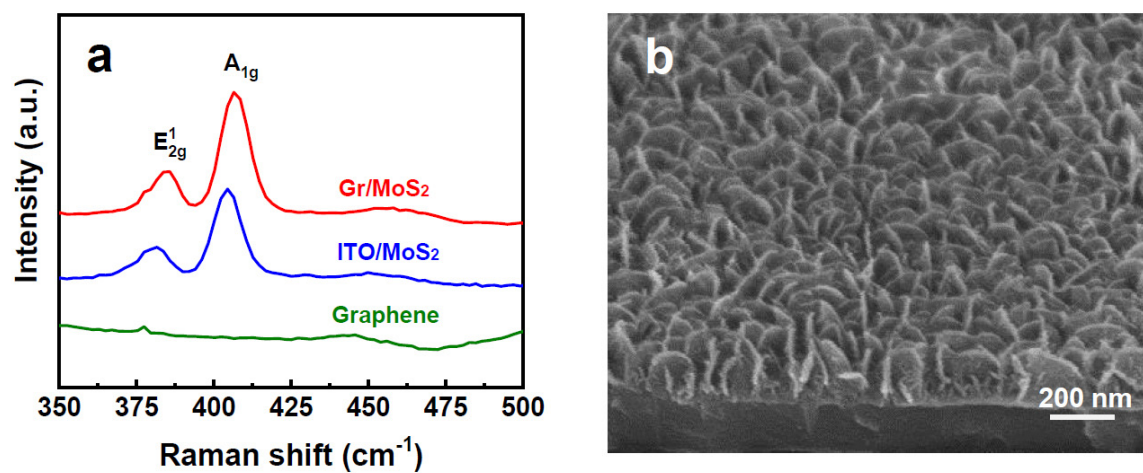 a
A1g
E12g
Gr/MoS2
ITO/MoS2
Graphene
Intensity (a.u.)
350 375 400 425 450 475 500
Raman shift (cm-1)
b
200 nm